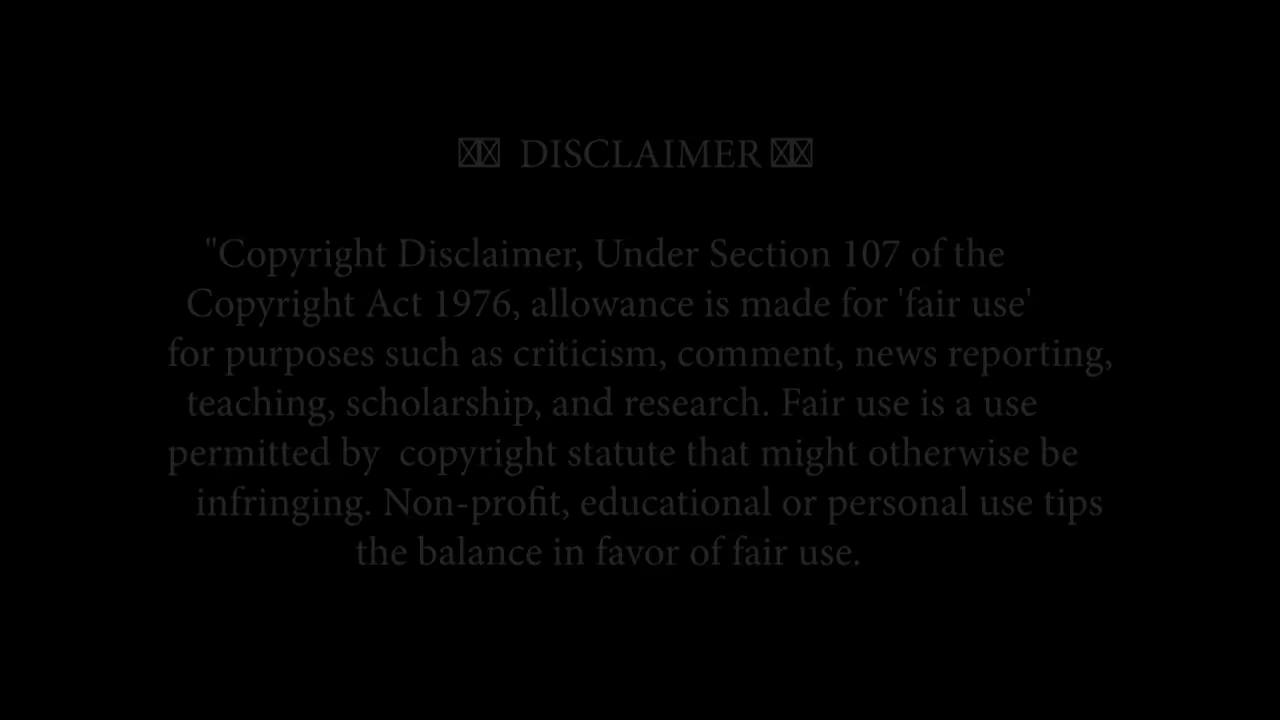 DISCLAIMER
"Copyright Disclaimer, Under Section 107 of the
Copyright Act 1976, allowance is made for 'fair use'
for purposes such as criticism, comment, news reporting,
teaching, scholarship, and research. Fair use is a use
permitted by copyright statute that might otherwise be
infringing. Non-profit, educational or personal use tips
the balance in favor of fair use.